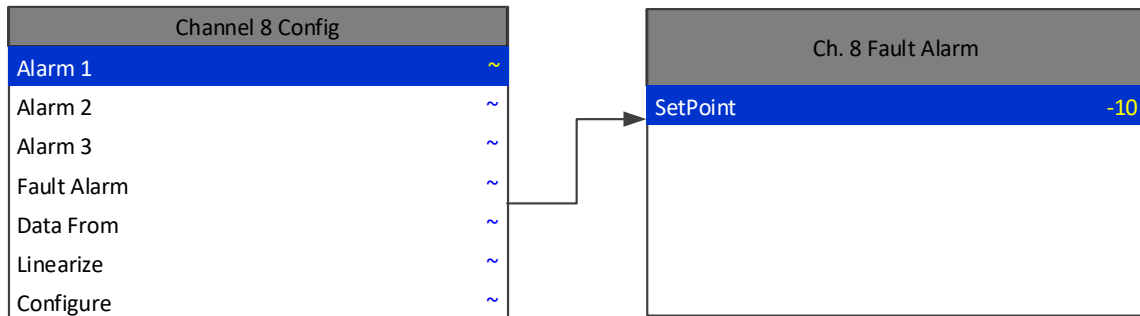 Channel 8 Config
Alarm 1 ~
Alarm 2 ~
Alarm 3 ~
Fault Alarm ~
Data From ~
Linearize ~
Configure ~
Ch. 8 Fault Alarm
SetPoint -10